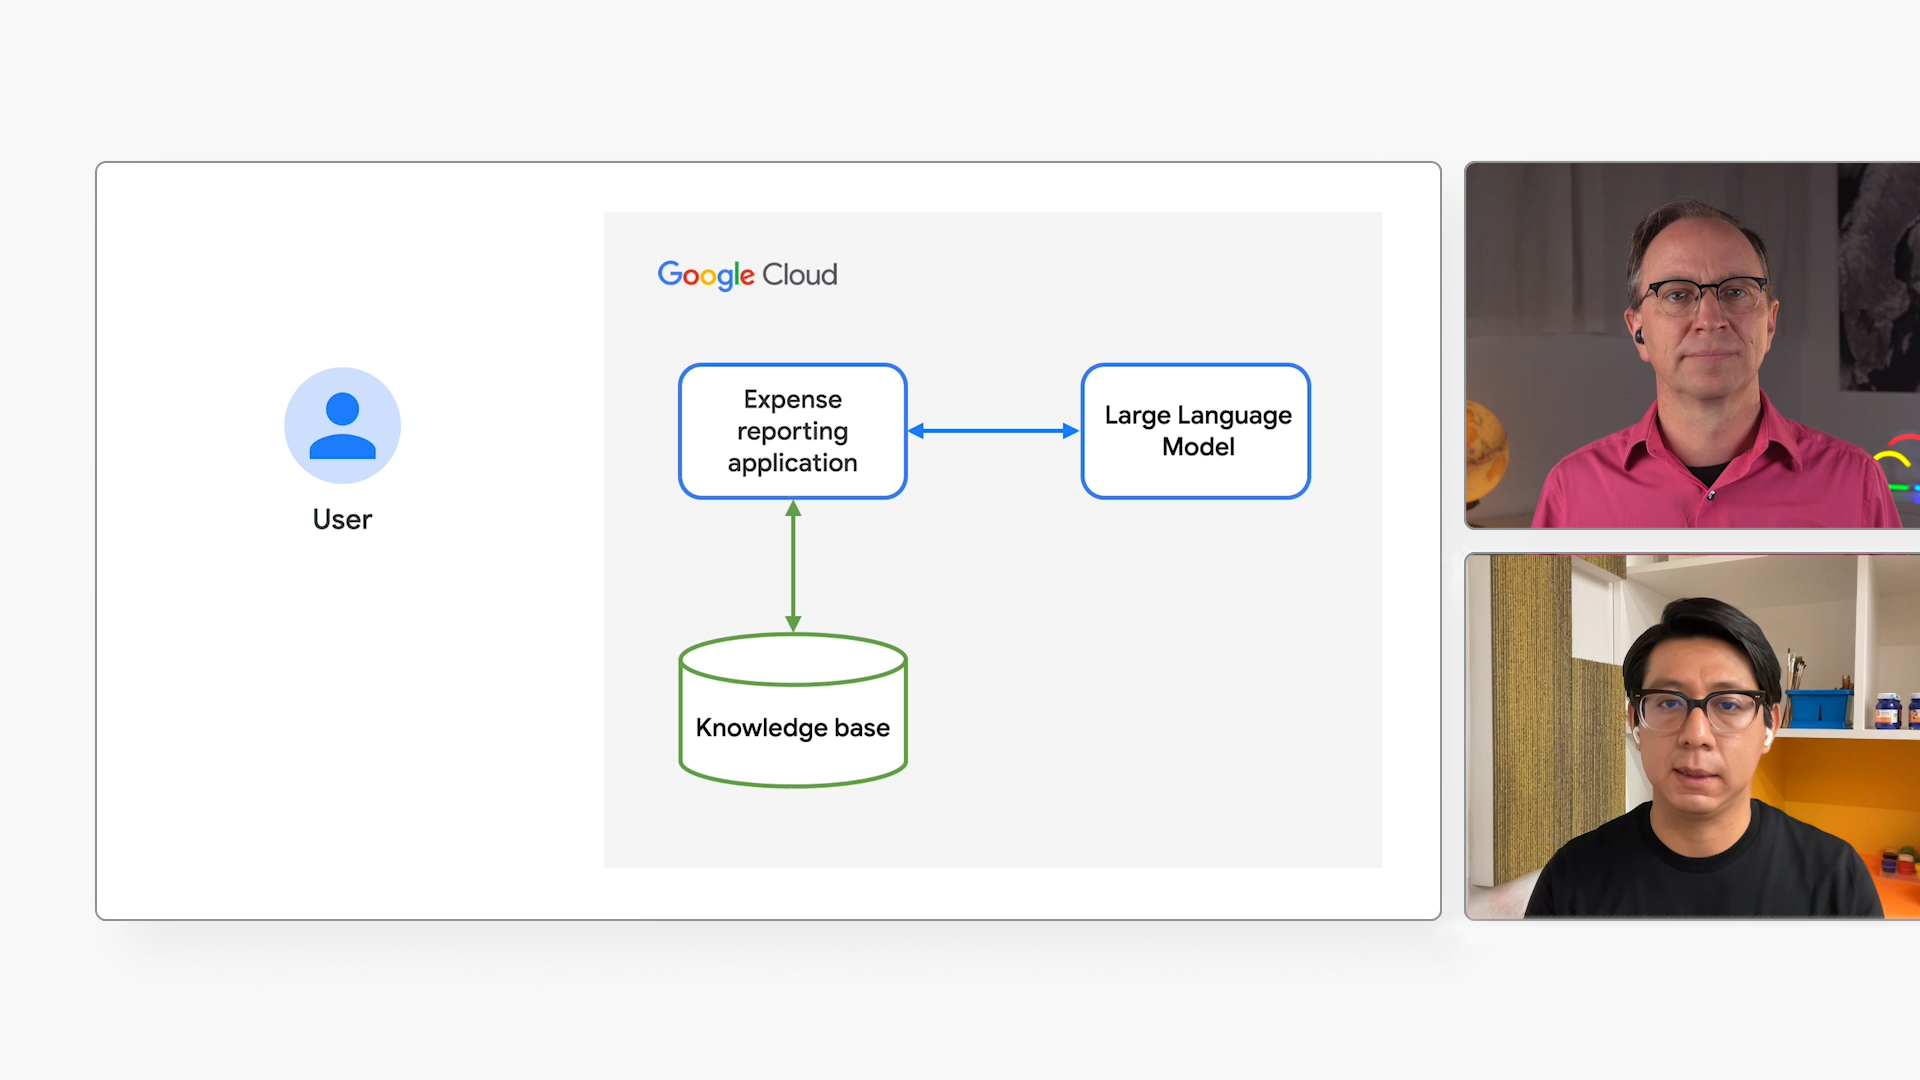 Google Cloud
Expense
reporting
application
Large Language
Model
User
Knowledge base